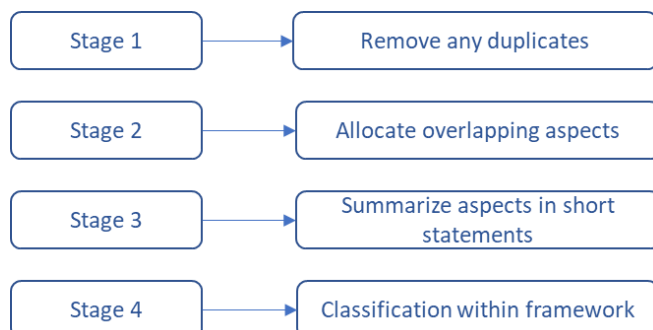 Stage 1
Remove any duplicates
Stage 2
Allocate overlapping aspects
Stage 3
Summarize aspects in short
statements
Stage 4
Classification within framework